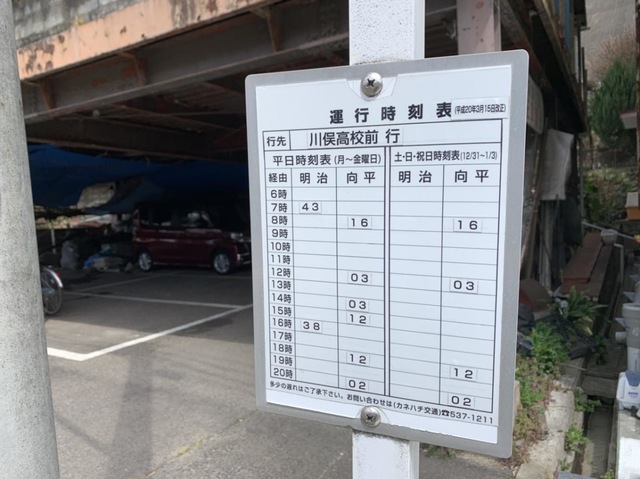 運行時刻表 (平成20年3月15日改正)
行先 川俣高校前 行
平日時刻表 (月～金曜日) 土・日・祝日時刻表 (12/31～1/3)
経由 明治 向平 明治 向平
6時
7時 43
8時 16 16
9時
10時
11時
12時 03 03
13時
14時 03
15時 12
16時 38
17時
18時 12 12
19時
20時 02 02
多少の遅れはご了承下さい。お問い合わせは(カネハチ交通)☎537-1211